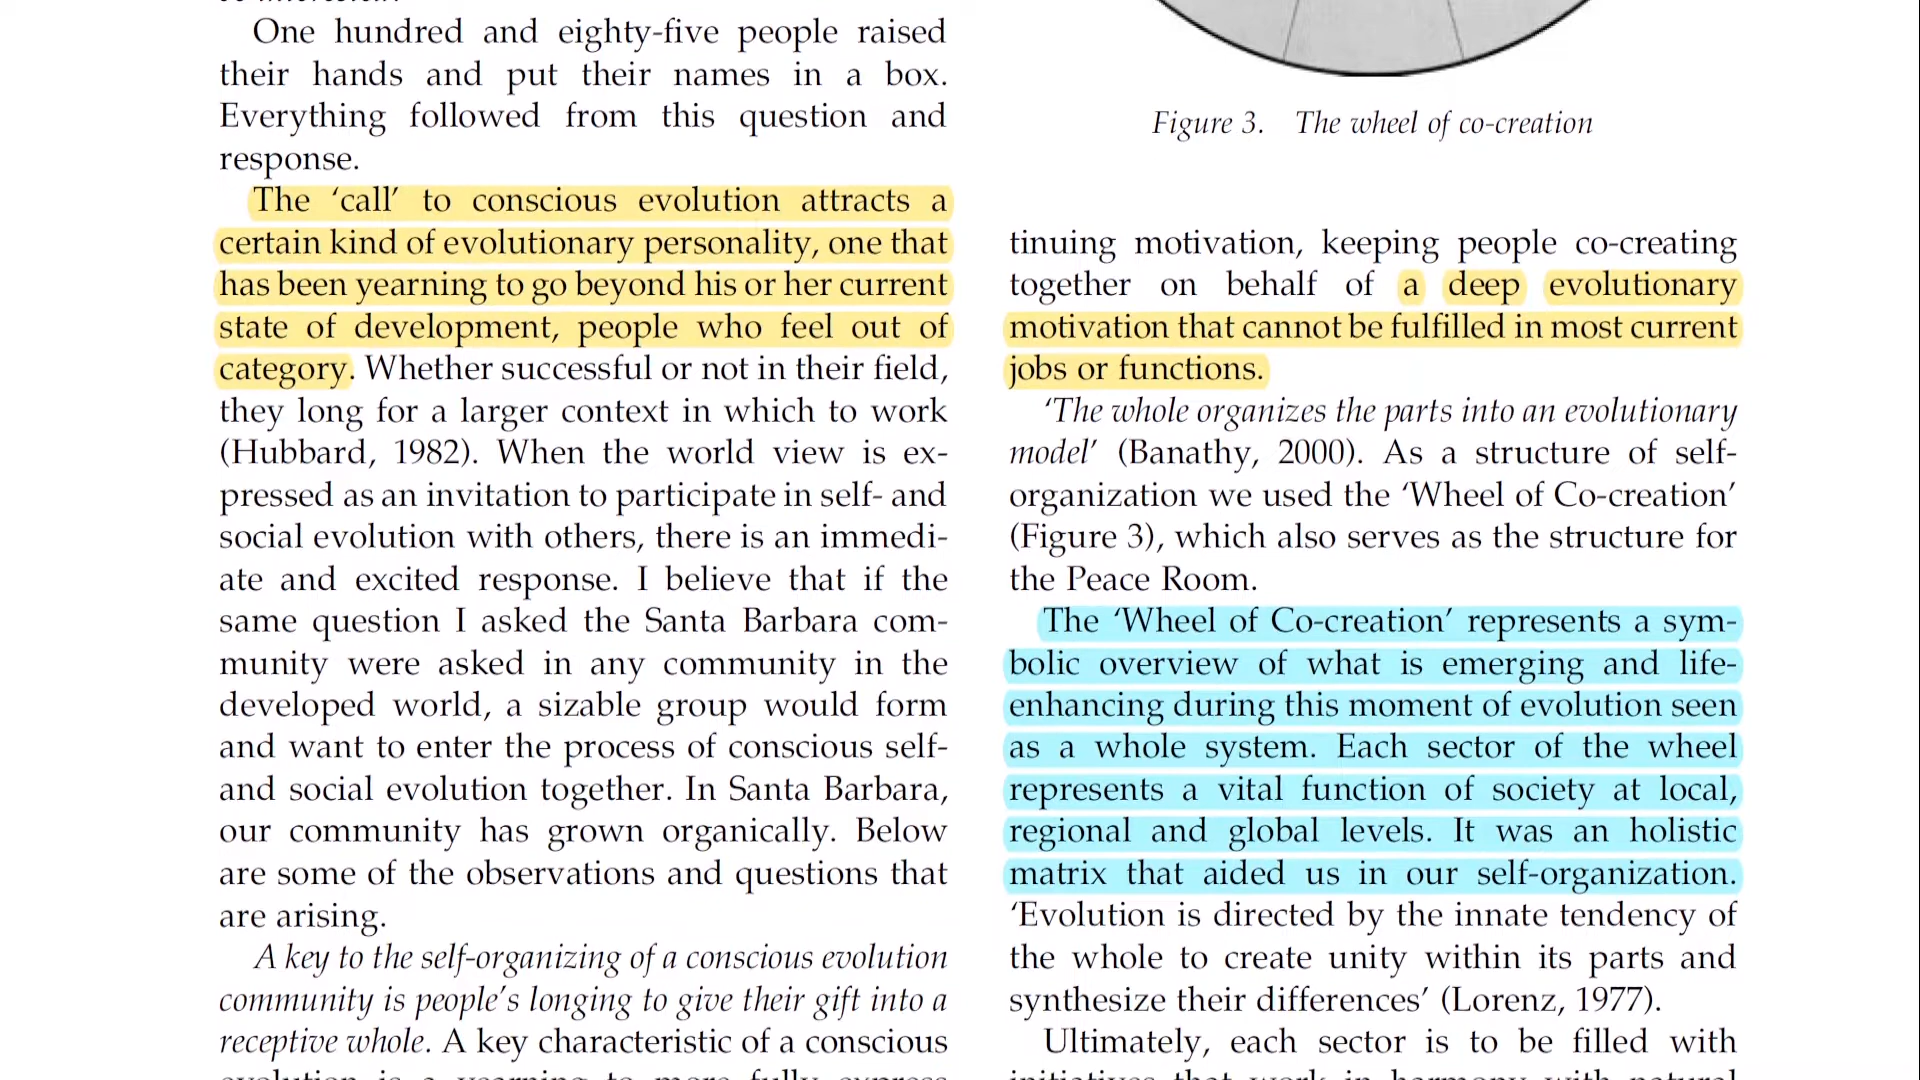 One hundred and eighty-five people raised
their hands and put their names in a box.
Everything followed from this question and
response.
The ‘call’ to conscious evolution attracts a
certain kind of evolutionary personality, one that
has been yearning to go beyond his or her current
state of development, people who feel out of
category. Whether successful or not in their field,
they long for a larger context in which to work
(Hubbard, 1982). When the world view is ex-
pressed as an invitation to participate in self- and
social evolution with others, there is an immedi-
ate and excited response. I believe that if the
same question I asked the Santa Barbara com-
munity were asked in any community in the
developed world, a sizable group would form
and want to enter the process of conscious self-
and social evolution together. In Santa Barbara,
our community has grown organically. Below
are some of the observations and questions that
are arising.
A key to the self-organizing of a conscious evolution
community is people’s longing to give their gift into a
receptive whole. A key characteristic of a conscious
evolution is a yearning to more fully express
Figure 3. The wheel of co-creation
tinuing motivation, keeping people co-creating
together on behalf of a deep evolutionary
motivation that cannot be fulfilled in most current
jobs or functions.
‘The whole organizes the parts into an evolutionary
model’ (Banathy, 2000). As a structure of self-
organization we used the ‘Wheel of Co-creation’
(Figure 3), which also serves as the structure for
the Peace Room.
The ‘Wheel of Co-creation’ represents a sym-
bolic overview of what is emerging and life-
enhancing during this moment of evolution seen
as a whole system. Each sector of the wheel
represents a vital function of society at local,
regional and global levels. It was an holistic
matrix that aided us in our self-organization.
‘Evolution is directed by the innate tendency of
the whole to create unity within its parts and
synthesize their differences’ (Lorenz, 1977).
Ultimately, each sector is to be filled with
initiatives that work in harmony with natural